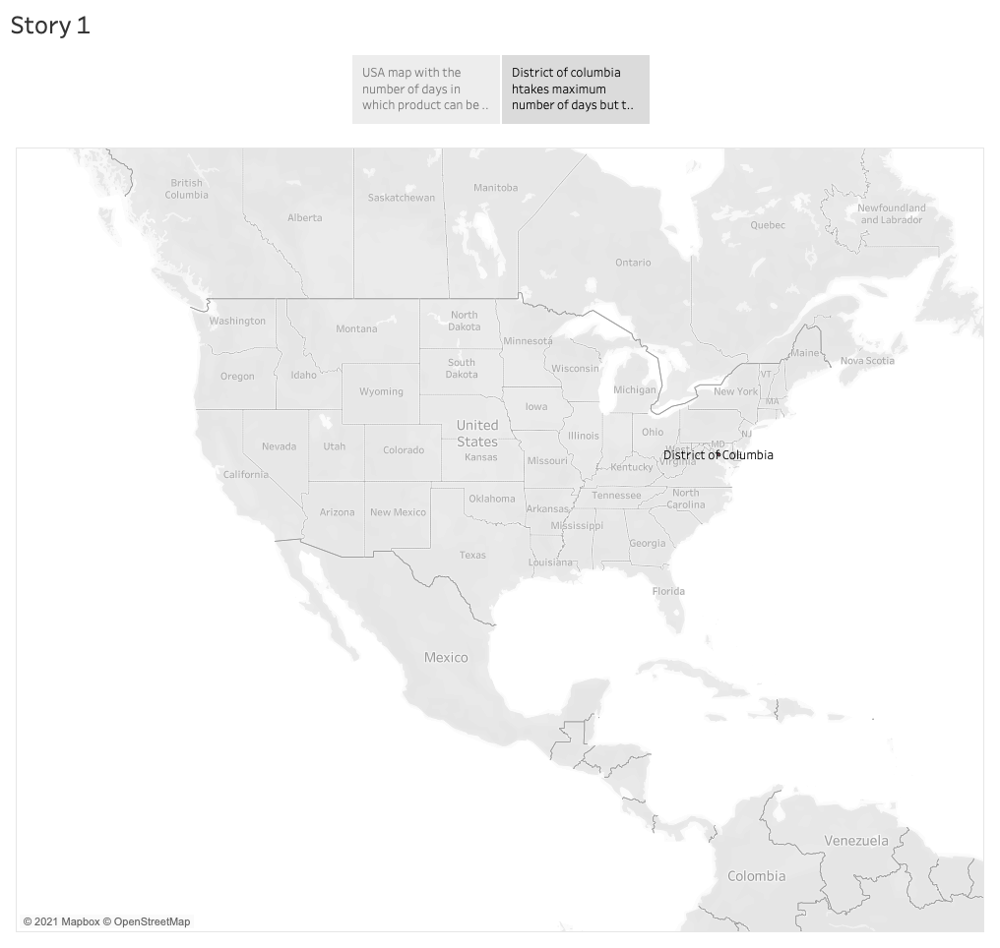 Story 1
USA map with the
number of days in
which product can be ..
District of columbia
htakes maximum
number of days but t..
British
Columbia
Alberta
Saskatchewan
Manitoba
Ontario
Quebec
Newfoundland
and Labrador
Washington
Montana
North
Dakota
Minnesota
Maine
Nova Scotia
Oregon
Idaho
South
Dakota
Wisconsin
VT
Wyoming
Michigan
New York
MA
Iowa
United
States
Nevada
Utah
Colorado
Kansas
Illinois
Ohio
NJ
MD
West
Virginia
District of Columbia
California
Missouri
Kentucky
Arizona
New Mexico
Oklahoma
Arkansas
Tennessee
North
Carolina
Mississippi
Texas
Louisiana
Georgia
Florida
Mexico
Venezuela
Colombia
© 2021 Mapbox © OpenStreetMap